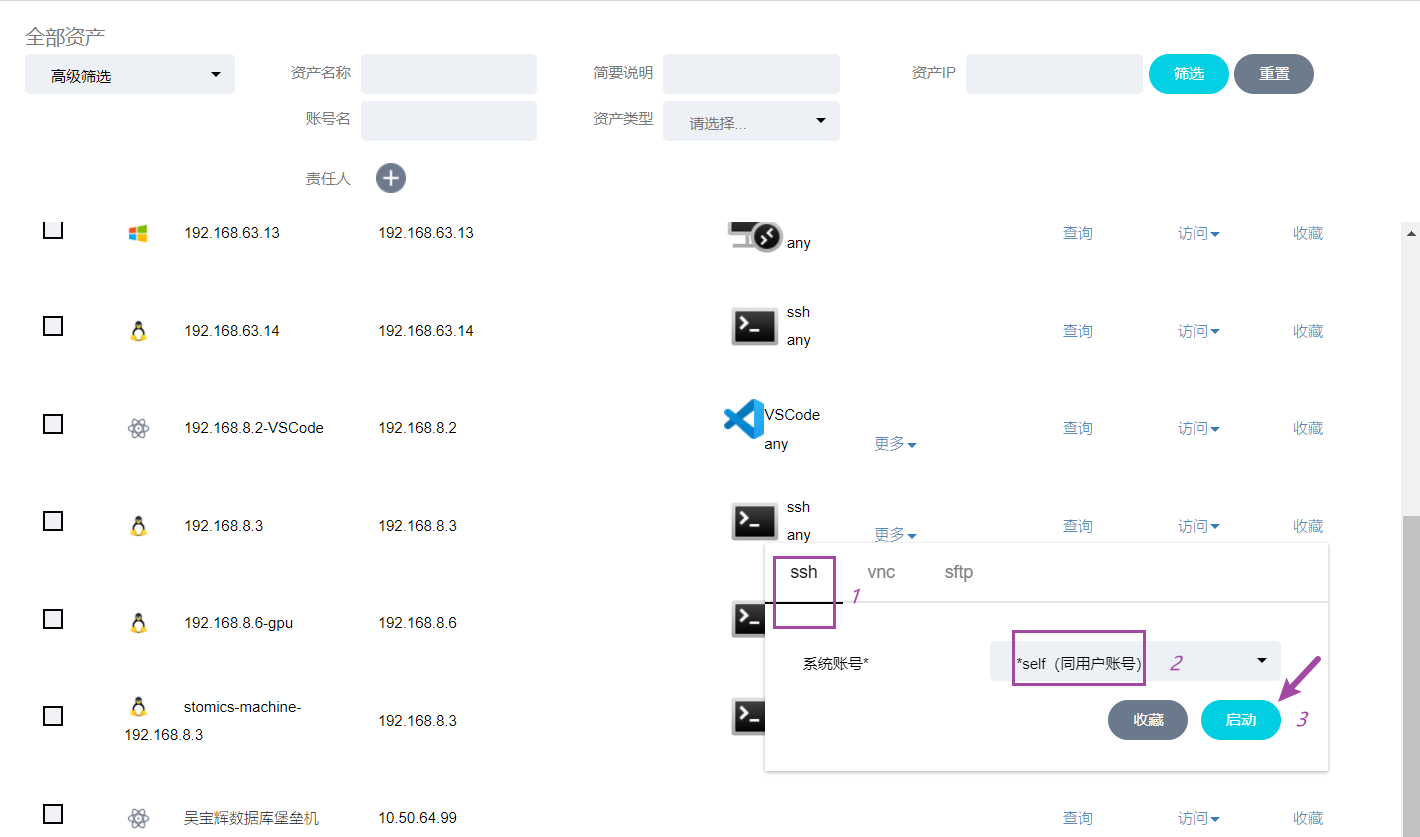 全部资产
高级筛选 资产名称 简要说明 资产IP 筛选 重置
账号名 资产类型 请选择...
责任人
192.168.63.13 192.168.63.13 any 查询 访问 收藏
ssh
192.168.63.14 192.168.63.14 any 查询 访问 收藏
VSCode
192.168.8.2-VSCode 192.168.8.2 any 更多 查询 访问 收藏
ssh
192.168.8.3 192.168.8.3 any 更多 查询 访问 收藏
ssh vnc sftp
1
192.168.8.6-gpu 192.168.8.6
系统账号* *self（同用户账号) 2
stomics-machine-
192.168.8.3 192.168.8.3
收藏 启动 3
吴宝辉数据库堡垒机 10.50.64.99 查询 访问 收藏